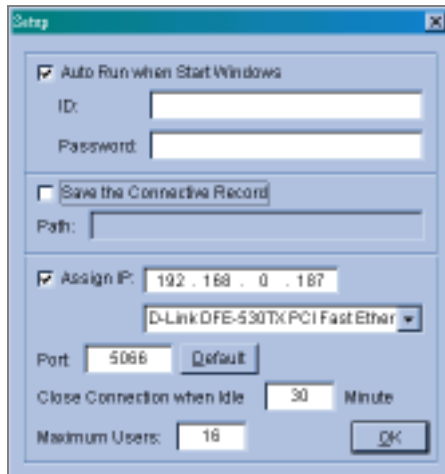 Setup
Auto Run when Start Windows
ID:
Password:
Save the Connective Record
Path:
Assign IP: 192 . 168 . 0 . 187
D-Link DFE-530TX PCI Fast Ether
Port 5066 Default
Close Connection when Idle 30 Minute
Maximum Users: 16 OK